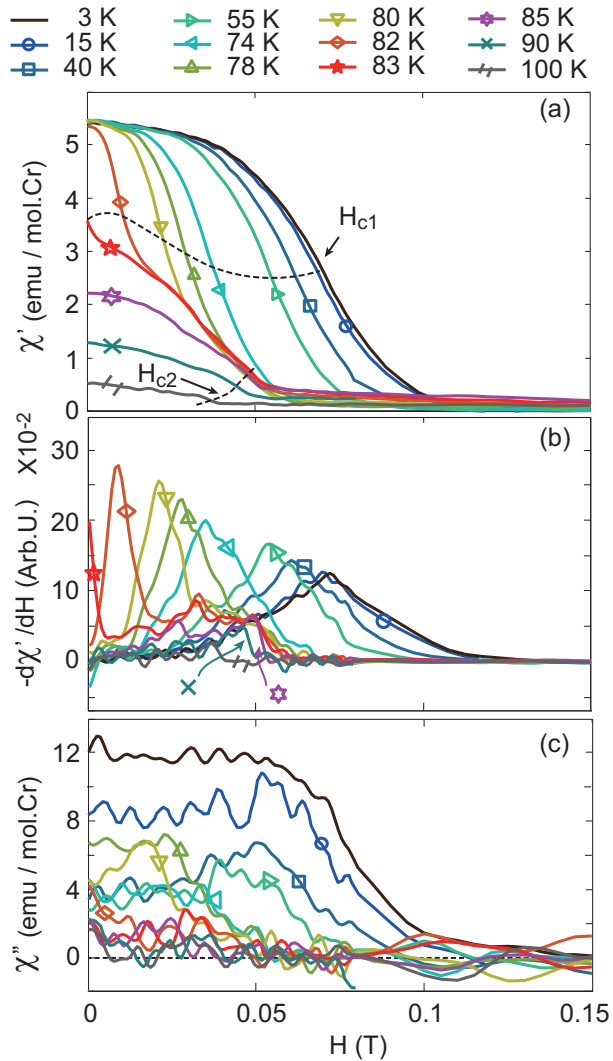 3 K 55 K 80 K 85 K
15 K 74 K 82 K 90 K
40 K 78 K 83 K 100 K
(a)
5
4
3
2
1
0
χ' (emu / mol.Cr)
H_c1
H_c2
(b)
30
20
10
0
-dχ'/dH (Arb.U.) X10^-2
(c)
12
8
4
0
χ" (emu / mol.Cr)
0 0.05 0.1 0.15
H (T)